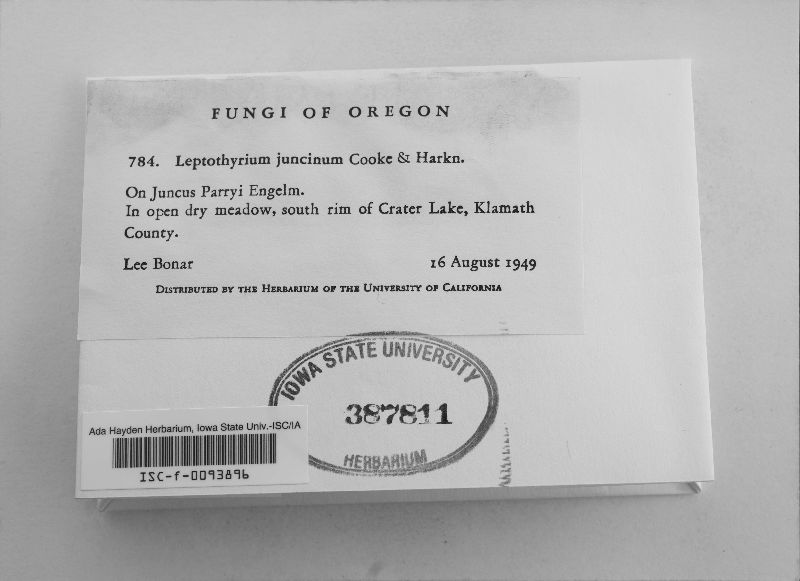 FUNGI OF OREGON
784. Leptothyrium juncinum Cooke & Harkn.
On Juncus Parryi Engelm.
In open dry meadow, south rim of Crater Lake, Klamath
County.
Lee Bonar 16 August 1949
DISTRIBUTED BY THE HERBARIUM OF THE UNIVERSITY OF CALIFORNIA
IOWA STATE UNIVERSITY
387811
HERBARIUM
Ada Hayden Herbarium, Iowa State Univ.-ISC/IA
ISC-f-0093896